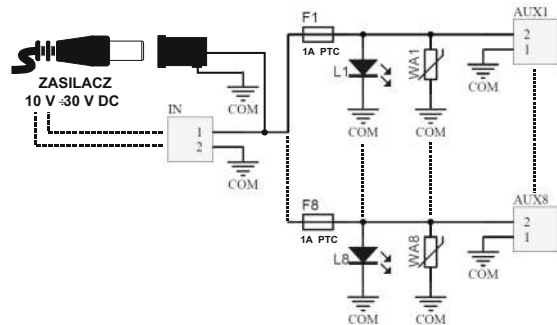 F1
AUX1
1A PTC
2
1
L1
WA1
COM
COM
COM
COM
ZASILACZ
10 V ÷30 V DC
IN
1
2
COM
F8
AUX8
1A PTC
2
1
L8
WA8
COM
COM
COM